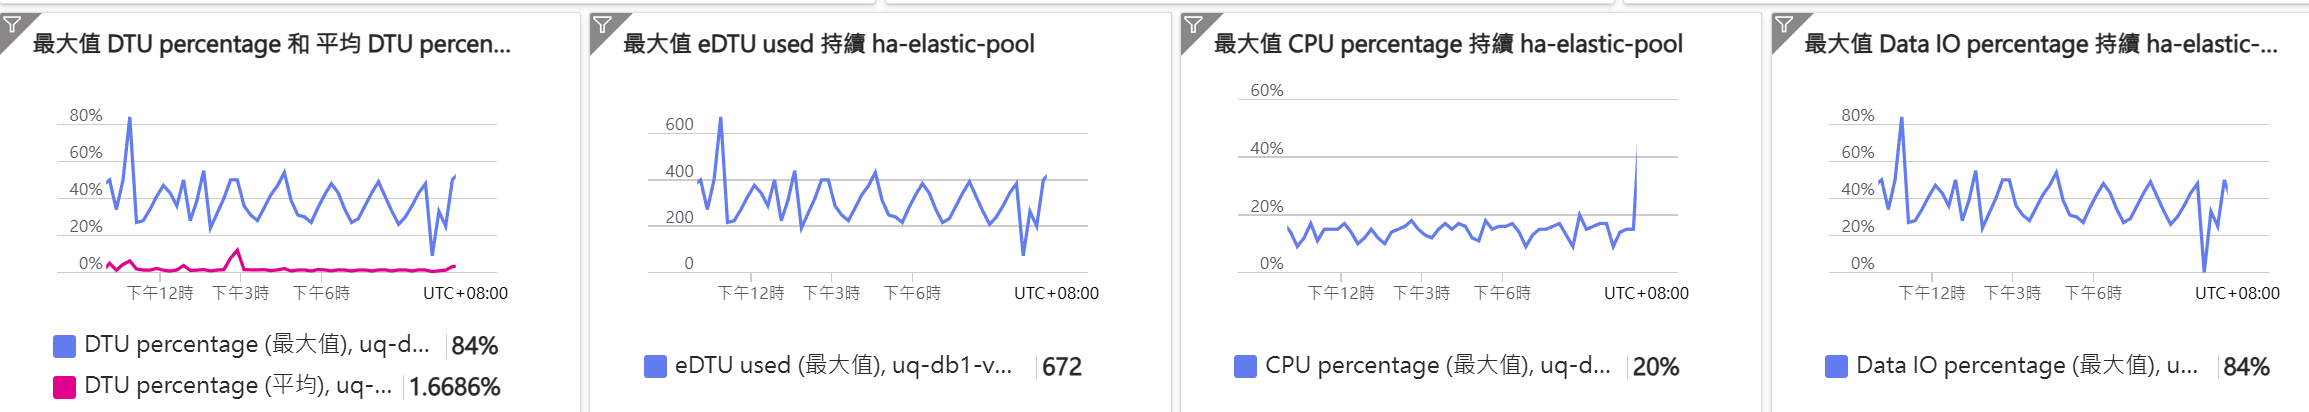 最大值 DTU percentage 和 平均 DTU percen...
80%
60%
40%
20%
0%
下午12時 下午3時 下午6時 UTC+08:00
DTU percentage (最大值), uq-d... 84%
DTU percentage (平均), uq-... 1.6686%
最大值 eDTU used 持續 ha-elastic-pool
600
400
200
0
下午12時 下午3時 下午6時 UTC+08:00
eDTU used (最大值), uq-db1-v... 672
最大值 CPU percentage 持續 ha-elastic-pool
60%
40%
20%
0%
下午12時 下午3時 下午6時 UTC+08:00
CPU percentage (最大值), uq-d... 20%
最大值 Data IO percentage 持續 ha-elastic-...
80%
60%
40%
20%
0%
下午12時 下午3時 下午6時 UTC+08:00
Data IO percentage (最大值), u... 84%